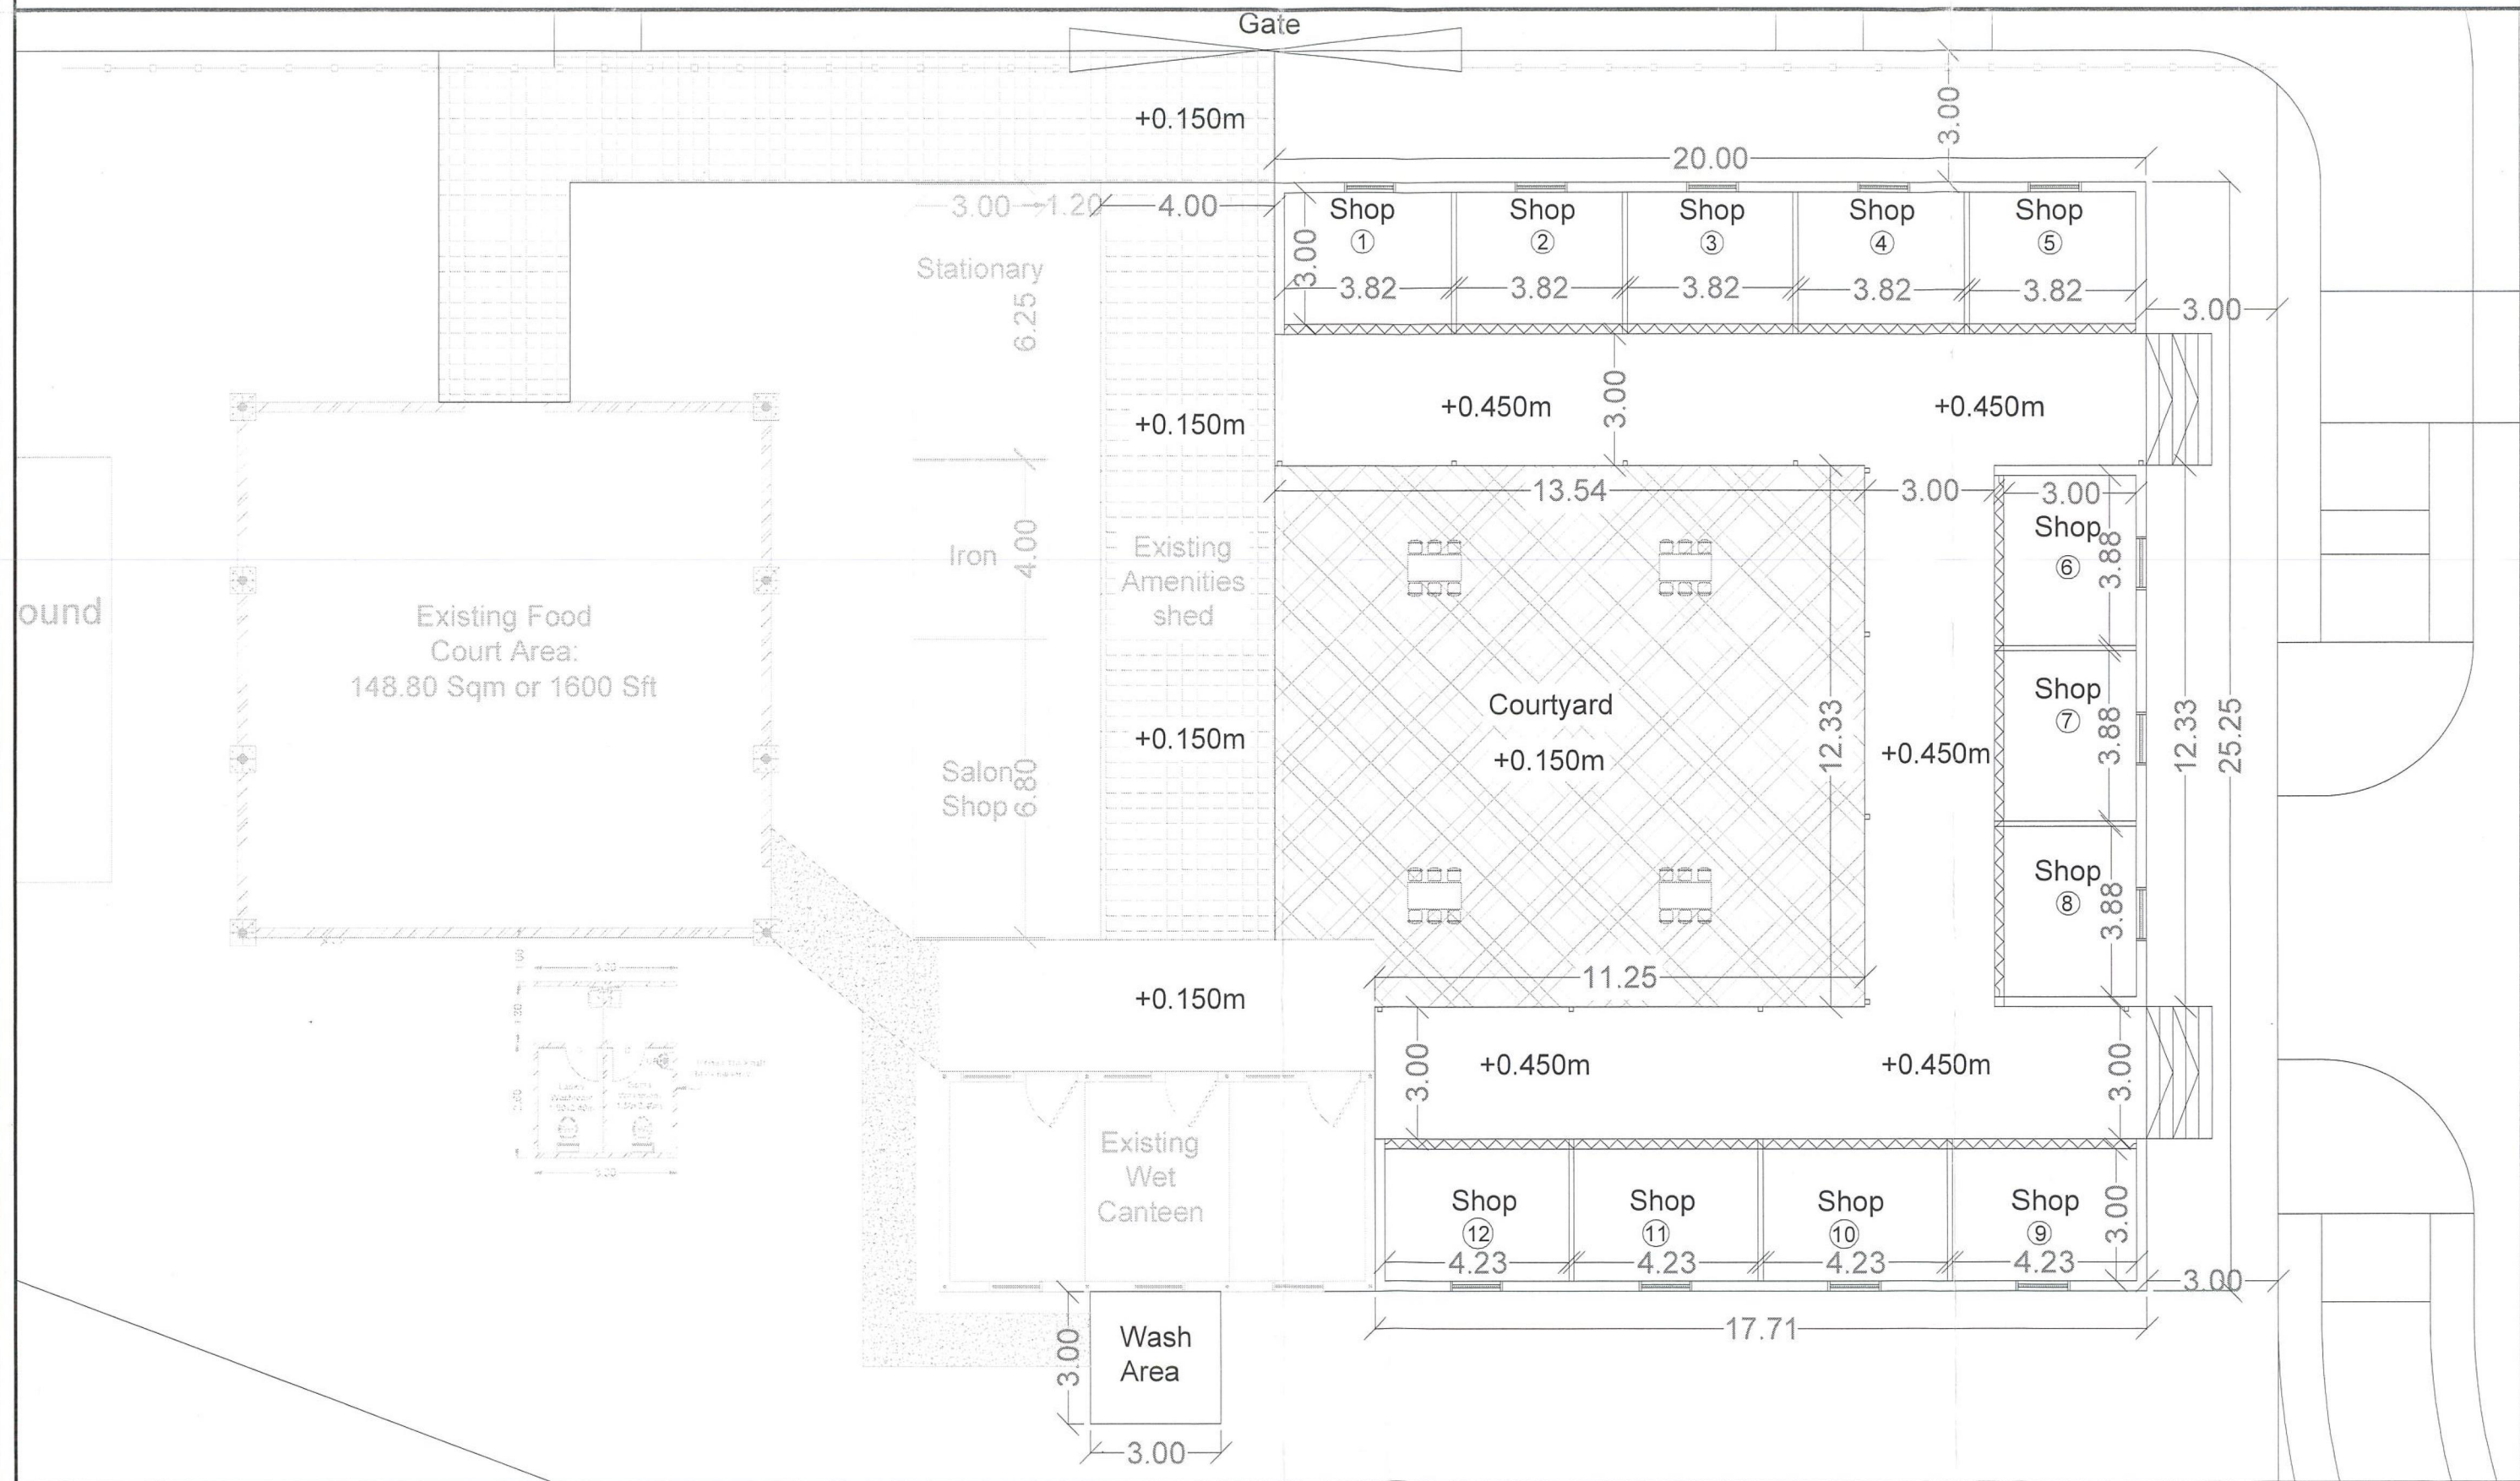 Gate
+0.150m
3.00
20.00
3.00
1.20
4.00
Shop
①
Shop
②
Shop
③
Shop
④
Shop
⑤
3.00
3.82
3.82
3.82
3.82
3.82
3.00
Stationary
6.25
+0.150m
+0.450m
3.00
+0.450m
13.54
3.00
3.00
Shop
⑥
3.88
Iron
4.00
Existing
Amenities
shed
ound
Existing Food
Court Area:
148.80 Sqm or 1600 Sft
Shop
⑦
3.88
Courtyard
+0.150m
+0.150m
12.33
+0.450m
12.33
25.25
Salon
Shop
6.80
Shop
⑧
3.88
11.25
+0.150m
3.00
+0.450m
+0.450m
3.00
Existing
Wet
Canteen
Shop
⑫
Shop
⑪
Shop
⑩
Shop
⑨
3.00
4.23
4.23
4.23
4.23
3.00
17.71
Wash
Area
3.00
3.00